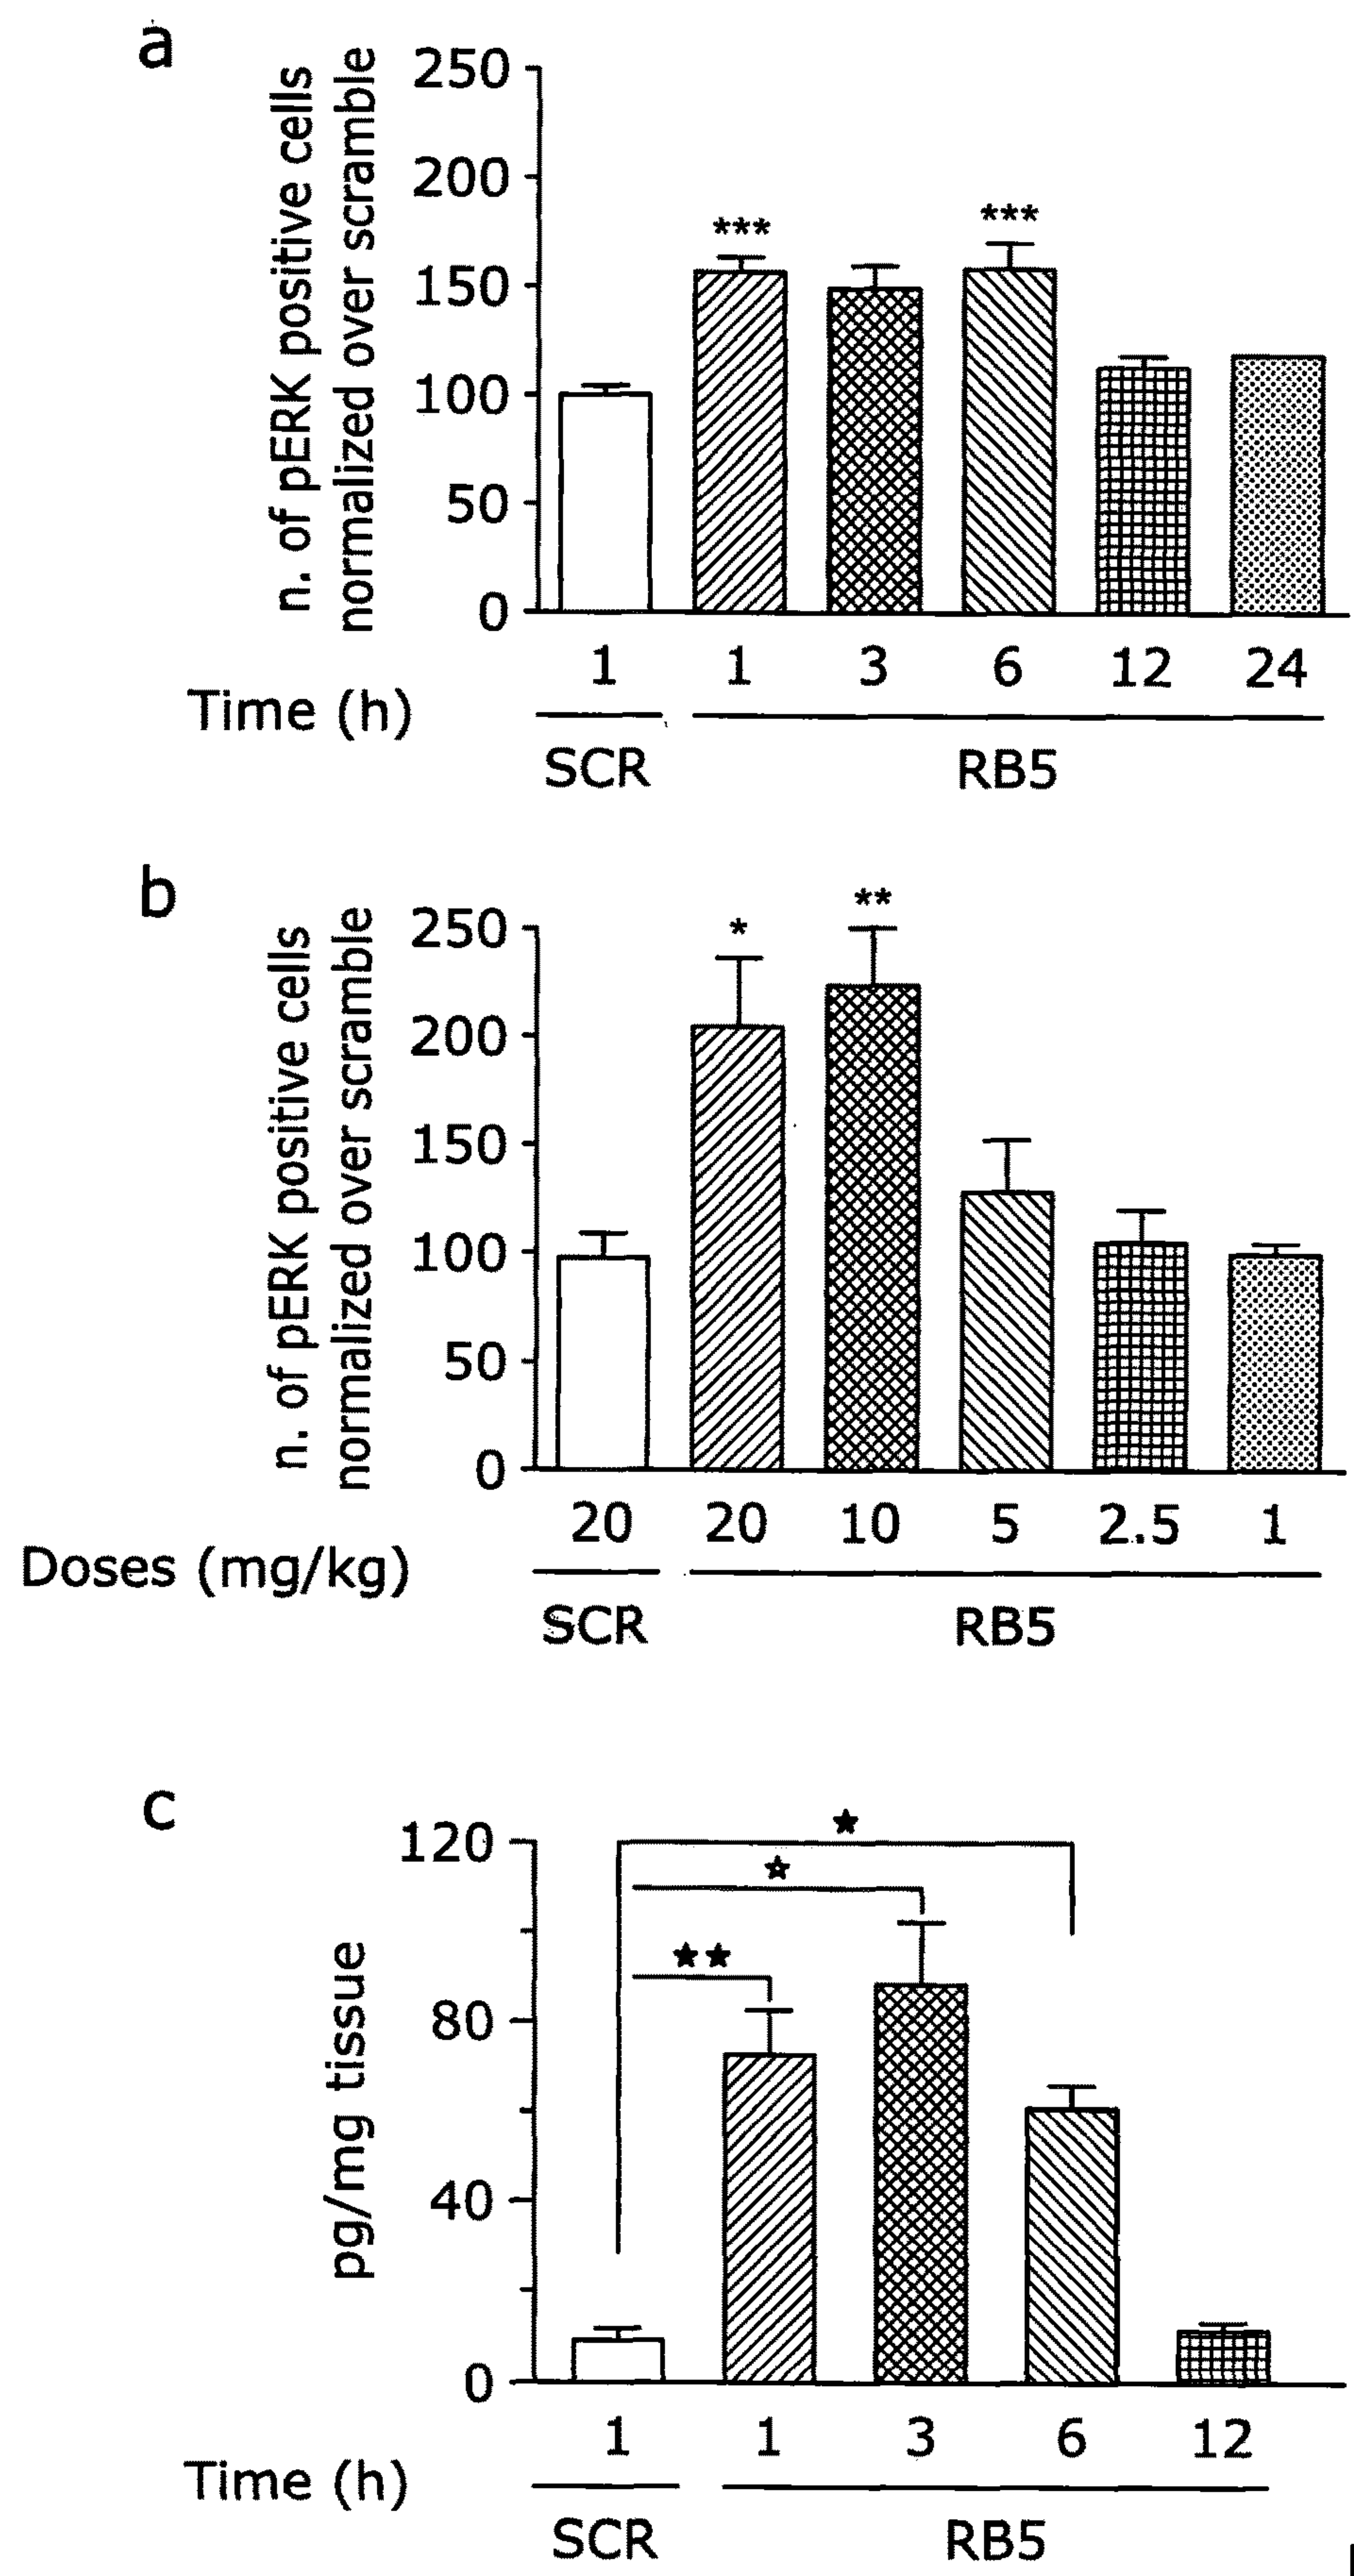 a
n. of pERK positive cells
normalized over scramble
250
200
150
100
50
0
***
***
1 1 3 6 12 24
Time (h)
SCR RB5
b
n. of pERK positive cells
normalized over scramble
250
200
150
100
50
0
*
**
20 20 10 5 2.5 1
Doses (mg/kg)
SCR RB5
c
pg/mg tissue
120
80
40
0
★
☆
★★
1 1 3 6 12
Time (h)
SCR RB5